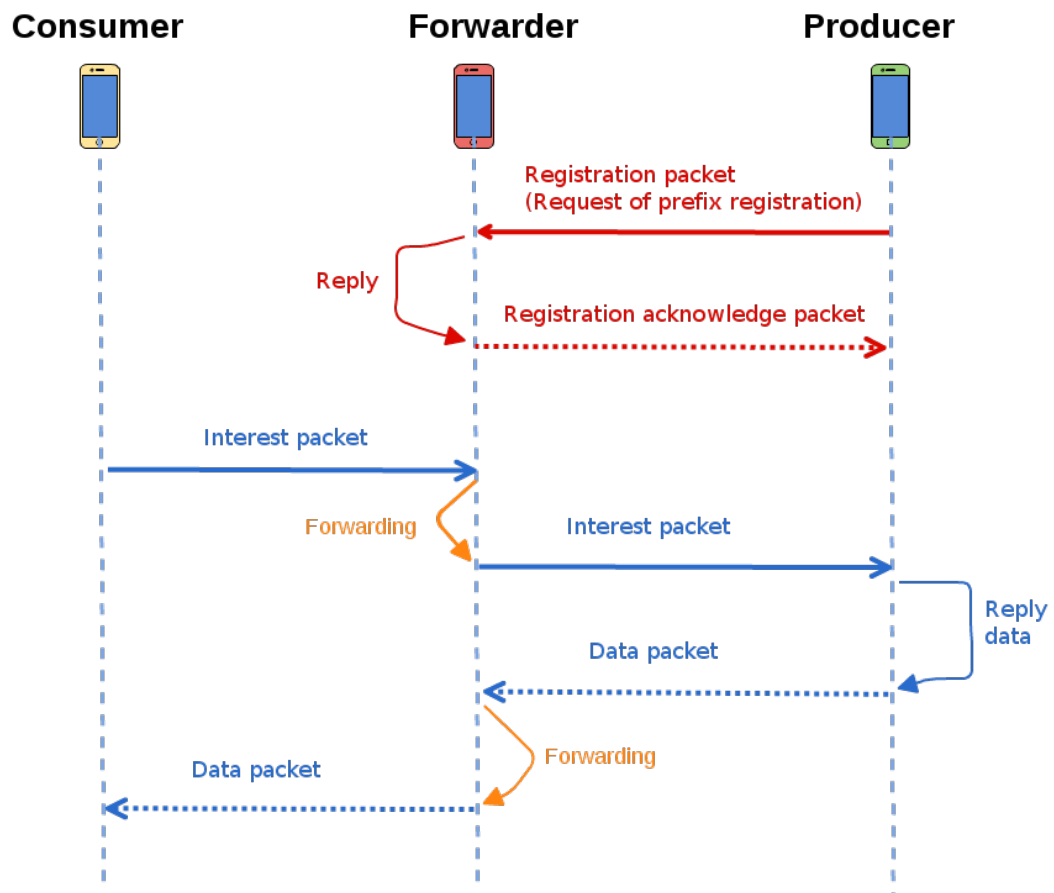 Consumer
Forwarder
Producer
Registration packet
(Request of prefix registration)
Reply
Registration acknowledge packet
Interest packet
Forwarding
Interest packet
Reply
data
Data packet
Forwarding
Data packet